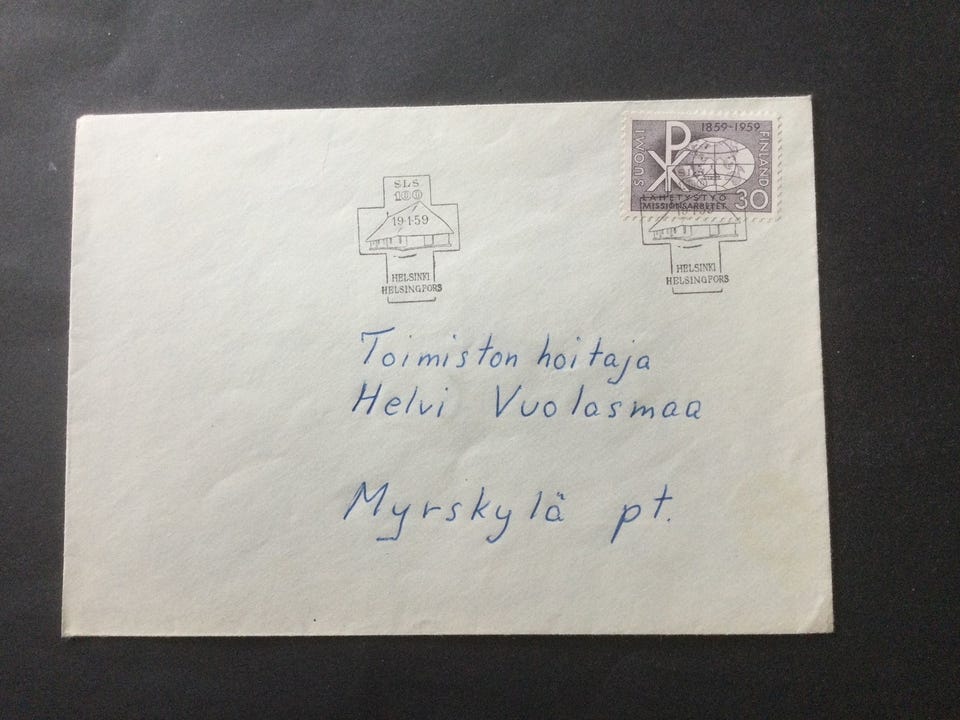 SLS
100
19·1·59
HELSINKI
HELSINGFORS
1859-1959
SUOMI
FINLAND
LÄHETYSTYÖ
MISSIONSARBETET
30
HELSINKI
HELSINGFORS
Toimiston hoitaja
Helvi Vuolasmaa
Myrskylä pt.